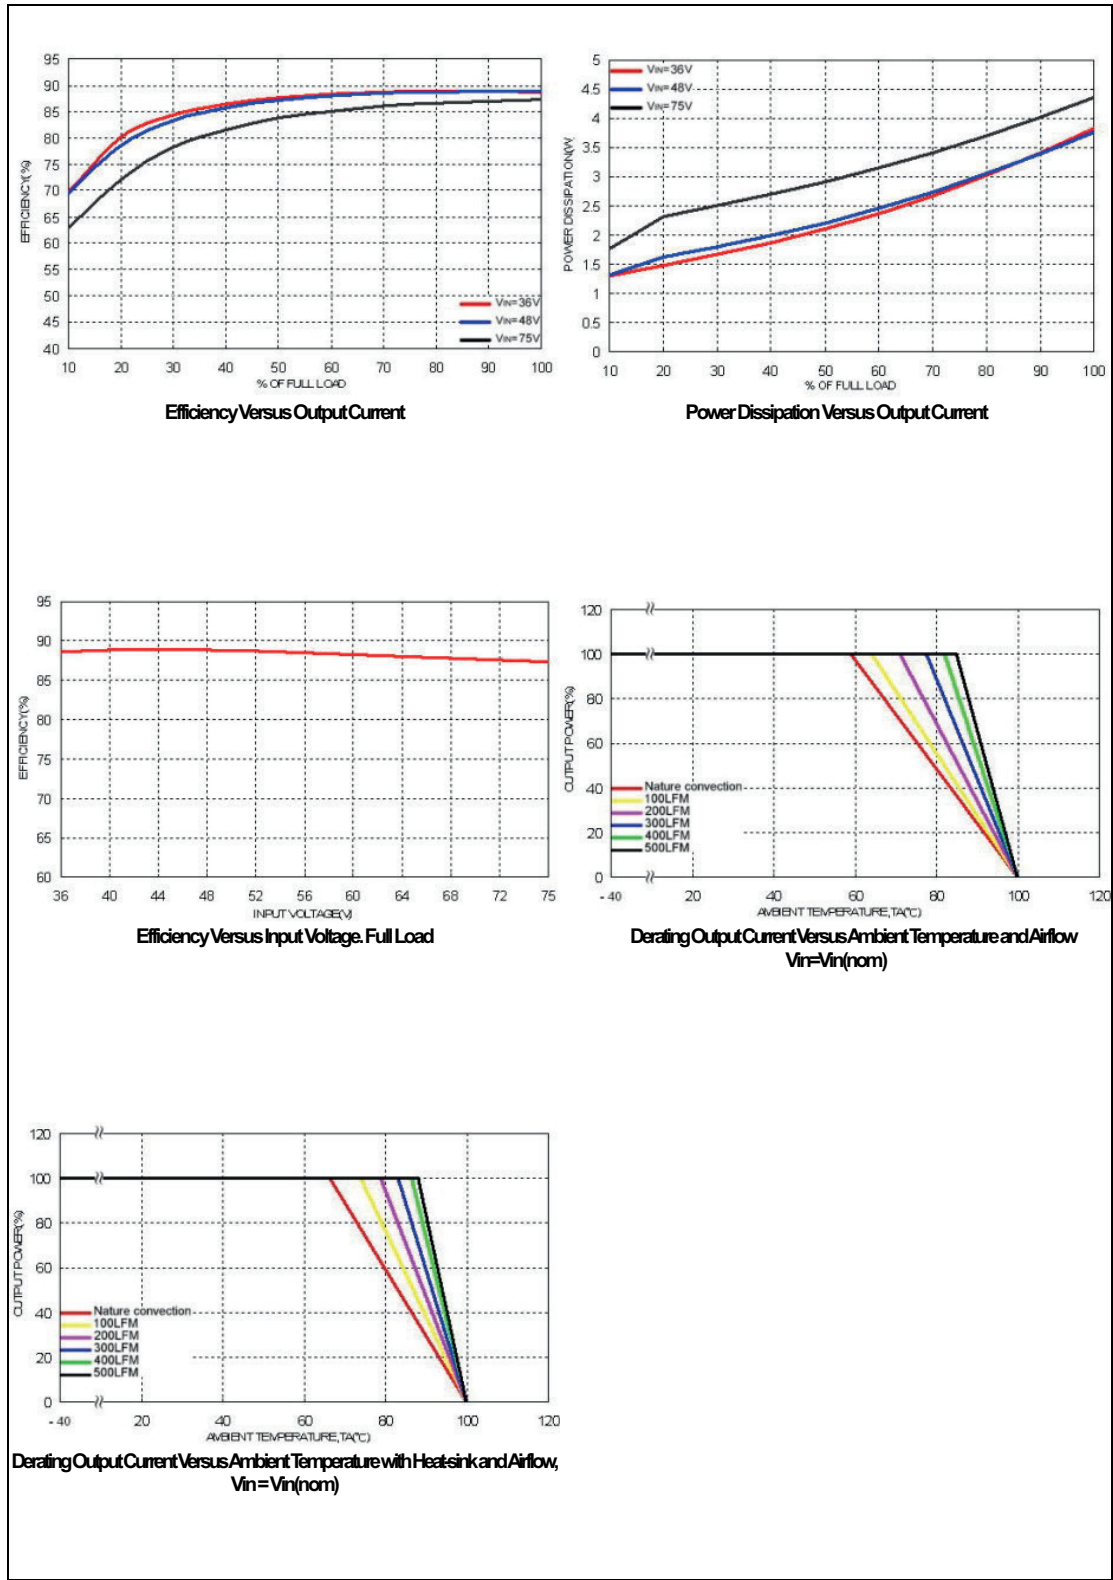 95
90
85
80
75
70
65
60
55
50
45
40
EFFICIENCY(%)
VIN=36V
VIN=48V
VIN=75V
10 20 30 40 50 60 70 80 90 100
% OF FULL LOAD
Efficiency Versus Output Current
5
4.5
4
3.5
3
2.5
2
1.5
1
0.5
0
POWER DISSIPATION(W
VIN=36V
VIN=48V
VIN=75V
10 20 30 40 50 60 70 80 90 100
% OF FULL LOAD
Power Dissipation Versus Output Current
95
90
85
80
75
70
65
60
EFFICIENCY(%)
36 40 44 48 52 56 60 64 68 72 75
INPUT VOLTAGE(V)
Efficiency Versus Input Voltage. Full Load
120
100
80
60
40
20
0
OUTPUT POWER(%)
Nature convection
100LFM
200LFM
300LFM
400LFM
500LFM
- 40 20 40 60 80 100 120
AMBIENT TEMPERATURE,TA(°C)
Derating Output Current Versus Ambient Temperature and Airflow
Vin=Vin(nom)
120
100
80
60
40
20
0
OUTPUT POWER(%)
Nature convection
100LFM
200LFM
300LFM
400LFM
500LFM
- 40 20 40 60 80 100 120
AMBIENT TEMPERATURE,TA(°C)
Derating Output Current Versus Ambient Temperature with Heat-sink and Airflow,
Vin = Vin(nom)